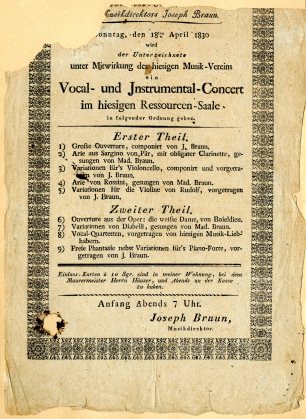 Musikdirektors Joseph Braun.
Sonntag, den 18ten April 1830
wird
der Unterzeichnete
unter Mitwirkung des hiesigen Musik-Vereins
ein
Vocal- und Jnstrumental-Concert
im hiesigen Ressourcen-Saale
in folgender Ordnung geben.
Erster Theil.
1) Große Ouverture, componirt von J. Braun.
2) Arie aus Sargino von Pär, mit obligater Clarinette, ge-
sungen von Mad. Braun.
3) Variationen für's Violoncello, componirt und vorgetra-
gen von J. Braun.
4) Arie von Rossini, gesungen von Mad. Braun.
5) Variationen für die Violine von Rudolf, vorgetragen
von J. Braun.
Zweiter Theil.
6) Ouverture aus der Oper: die weiße Dame, von Boieldieu.
7) Variationen von Diabelli, gesungen von Mad. Braun.
8) Vocal-Quartetten, vorgetragen von hiesigen Musik-Lieb-
habern.
9) Freie Phantasie nebst Variationen für's Piano-Forte, vor-
getragen von J. Braun.
Einlass-Karten à 10 Sgr. sind in meiner Wohnung, bei dem
Maurermeister Herrn Häuser, und Abends an der Kasse
zu haben.
Anfang Abends 7 Uhr.
Joseph Braun,
Musikdirektor.